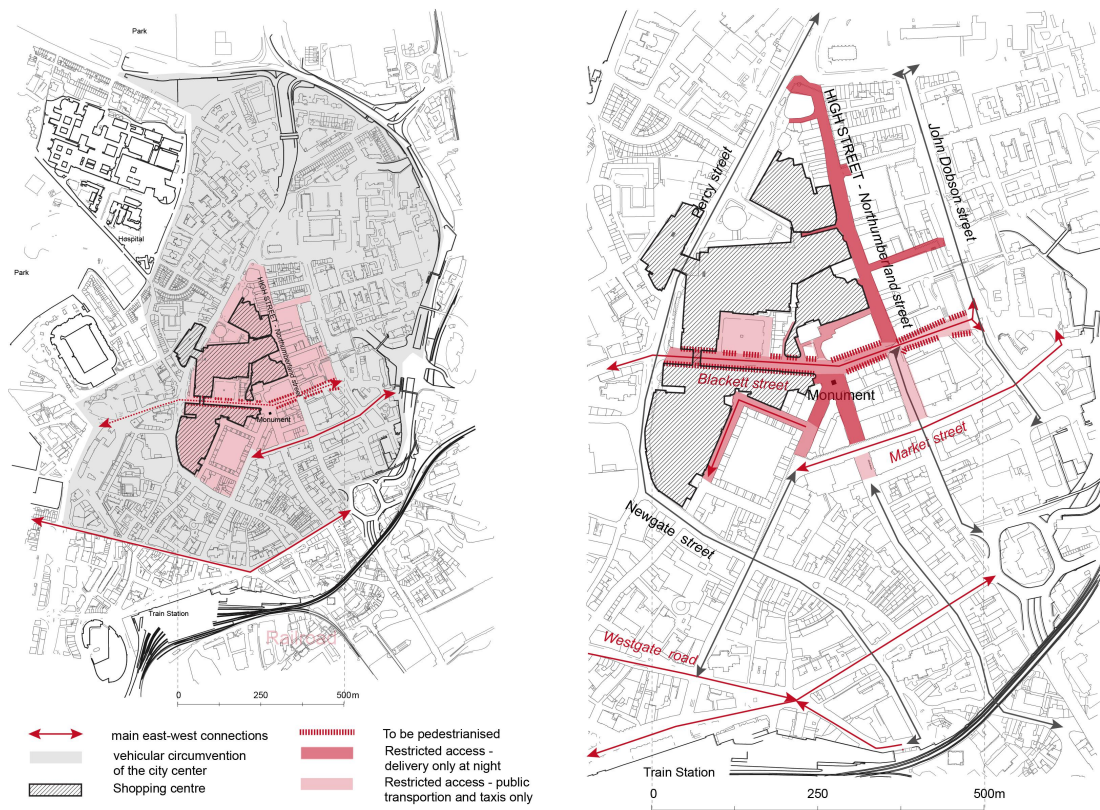 Park
Hospital
Park
HIGH STREET - Northumberland street
Monument
Train Station
Railroad
0
250
500m
main east-west connections
vehicular circumvention
of the city center
Shopping centre
To be pedestrianised
Restricted access -
delivery only at night
Restricted access - public
transportion and taxis only
Percy street
HIGH STREET - Northumberland street
John Dobson street
Blackett street
Monument
Market street
Newgate street
Westgate road
Train Station
0
250
500m